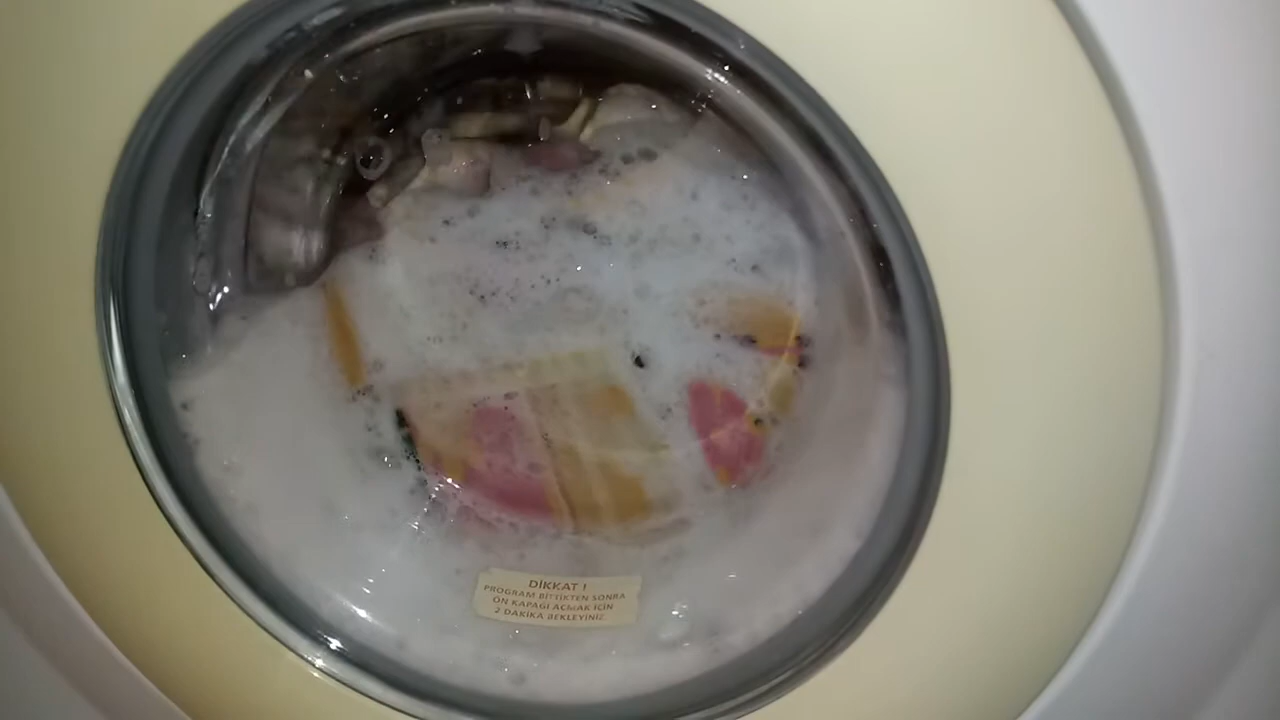 DİKKAT !
PROGRAM BİTTİKTEN SONRA
ÖN KAPAĞI AÇMAK İÇİN
2 DAKİKA BEKLEYİNİZ.